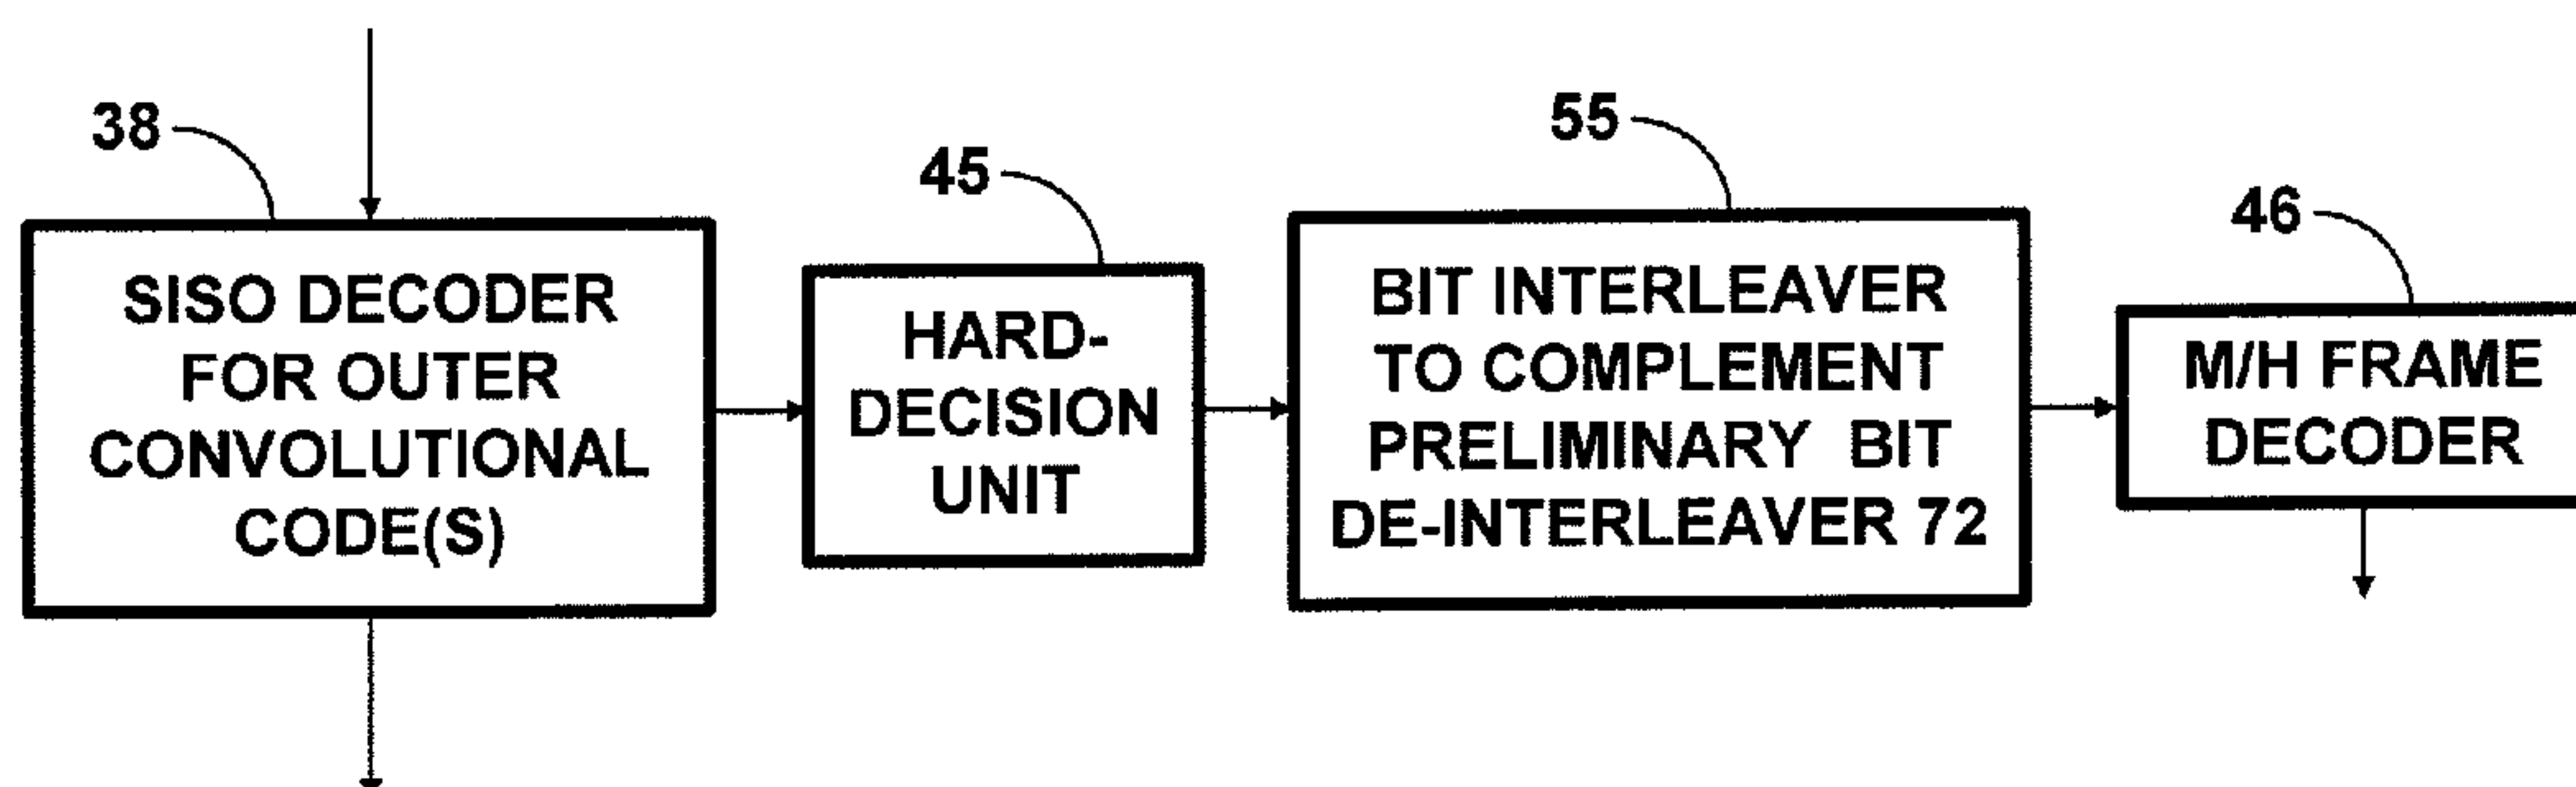 38
SISO DECODER
FOR OUTER
CONVOLUTIONAL
CODE(S)
45
HARD-
DECISION
UNIT
55
BIT INTERLEAVER
TO COMPLEMENT
PRELIMINARY BIT
DE-INTERLEAVER 72
46
M/H FRAME
DECODER